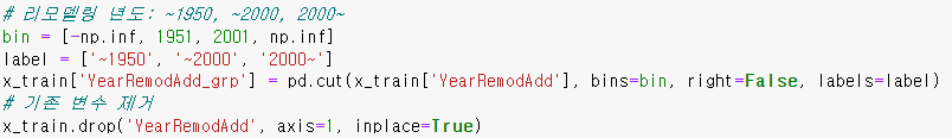 # 리모델링 년도: ~1950, ~2000, 2000~
bin = [-np.inf, 1951, 2001, np.inf]
label = ['~1950', '~2000', '2000~']
x_train['YearRemodAdd_grp'] = pd.cut(x_train['YearRemodAdd'], bins=bin, right=False, labels=label)
# 기존 변수 제거
x_train.drop('YearRemodAdd', axis=1, inplace=True)